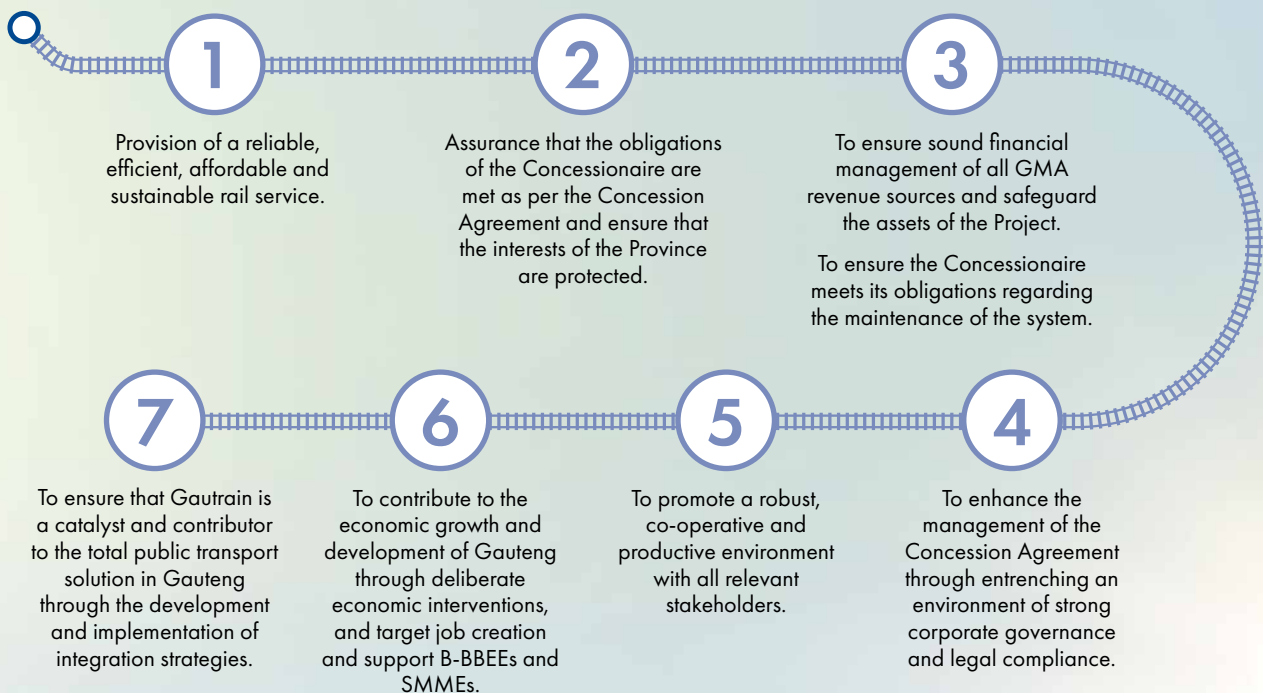 1
Provision of a reliable,
efficient, affordable and
sustainable rail service.
2
Assurance that the obligations
of the Concessionaire are
met as per the Concession
Agreement and ensure that
the interests of the Province
are protected.
3
To ensure sound financial
management of all GMA
revenue sources and safeguard
the assets of the Project.
To ensure the Concessionaire
meets its obligations regarding
the maintenance of the system.
4
To enhance the
management of the
Concession Agreement
through entrenching an
environment of strong
corporate governance
and legal compliance.
5
To promote a robust,
co-operative and
productive environment
with all relevant
stakeholders.
6
To contribute to the
economic growth and
development of Gauteng
through deliberate
economic interventions,
and target job creation
and support B-BBEEs and
SMMEs.
7
To ensure that Gautrain is
a catalyst and contributor
to the total public transport
solution in Gauteng
through the development
and implementation of
integration strategies.